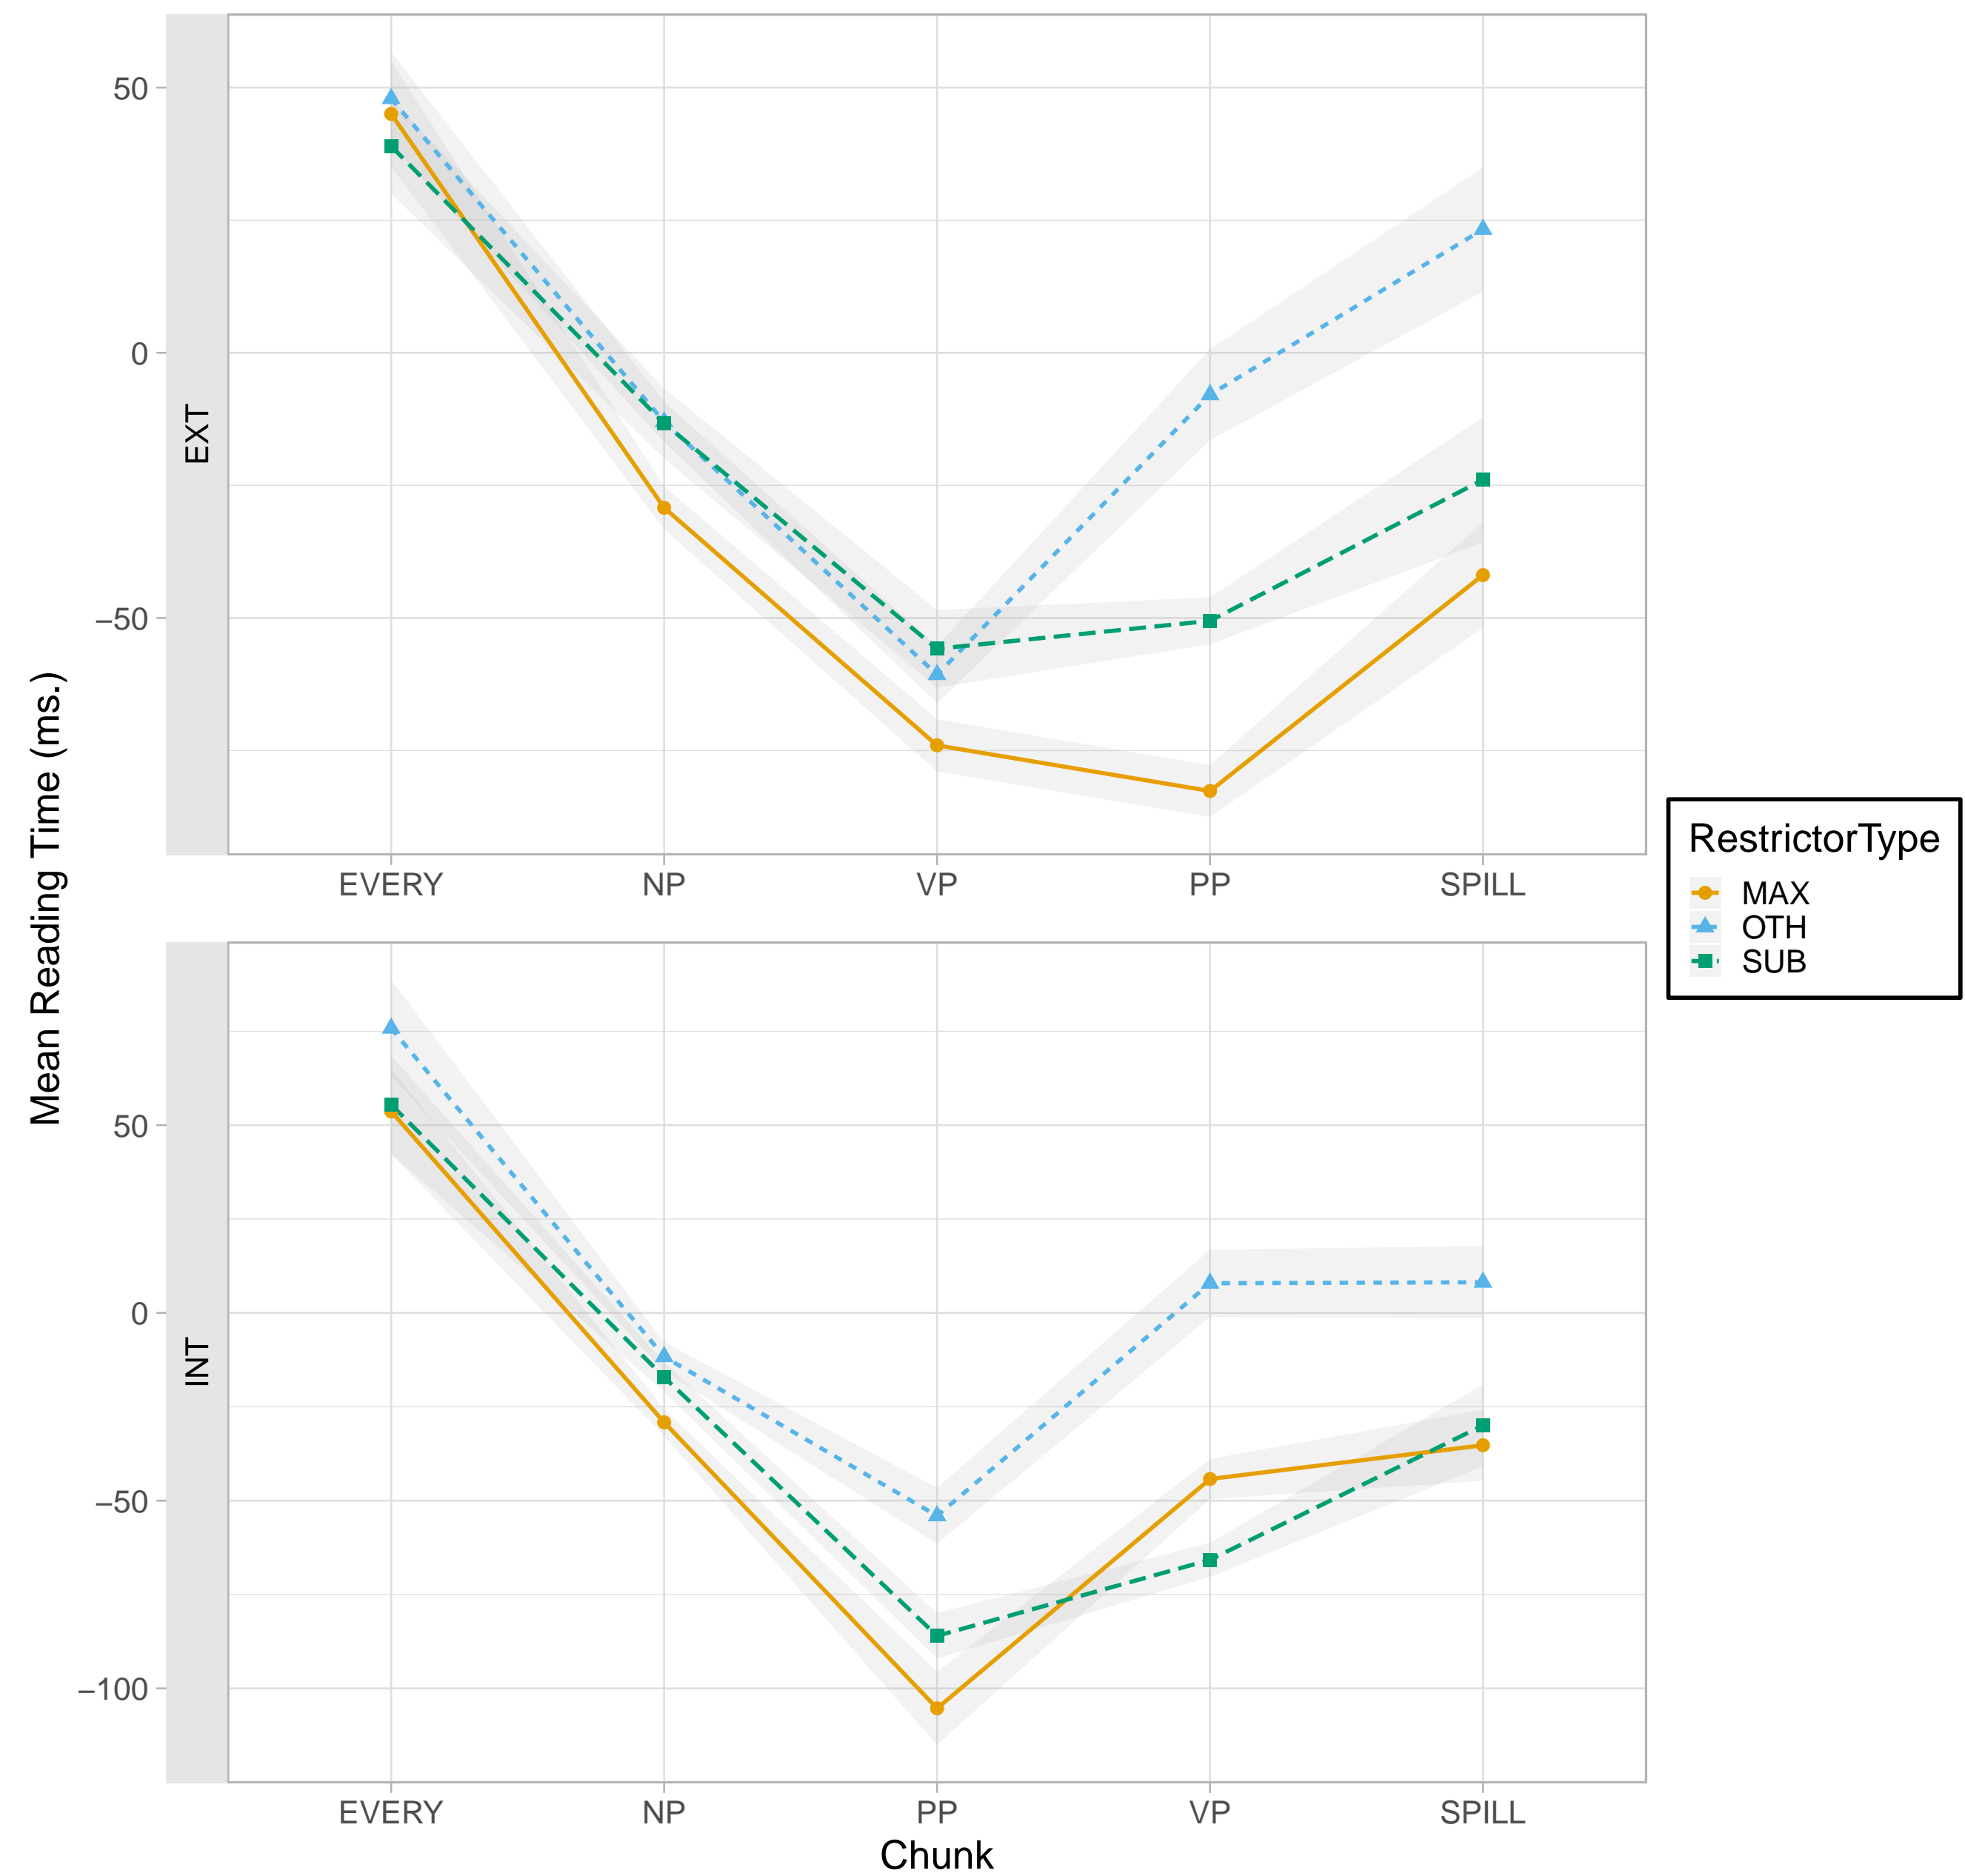 Mean Reading Time (ms.)
EXT
50
0
−50
EVERY NP VP PP SPILL
INT
50
0
−50
−100
EVERY NP PP VP SPILL
Chunk
RestrictorType
MAX
OTH
SUB